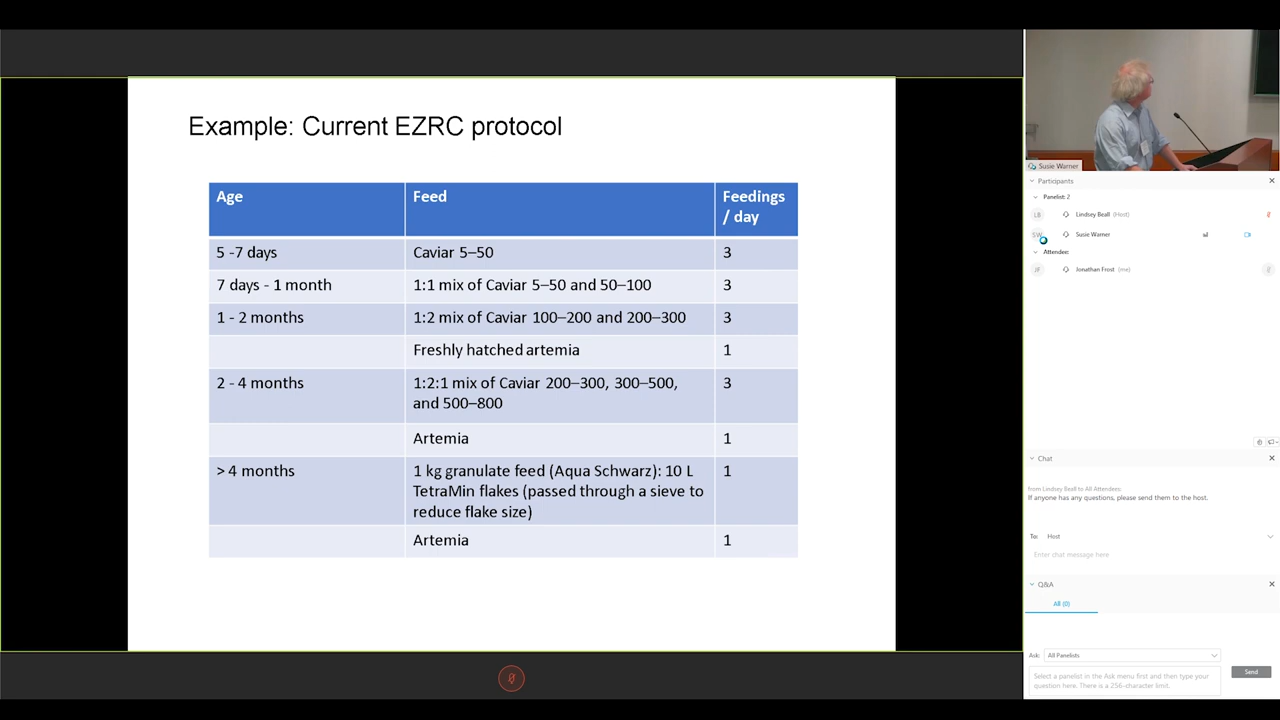 Example: Current EZRC protocol
Age Feed Feedings / day
5 -7 days Caviar 5–50 3
7 days - 1 month 1:1 mix of Caviar 5–50 and 50–100 3
1 - 2 months 1:2 mix of Caviar 100–200 and 200–300 3
Freshly hatched artemia 1
2 - 4 months 1:2:1 mix of Caviar 200–300, 300–500, 3
and 500–800
Artemia 1
> 4 months 1 kg granulate feed (Aqua Schwarz): 10 L 1
TetraMin flakes (passed through a sieve to
reduce flake size)
Artemia 1
Susie Warner
Participants
Panelist: 2
LB Lindsey Beall (Host)
SW Susie Warner
Attendee:
JF Jonathan Frost (me)
Chat
from Lindsey Beall to All Attendees:
If anyone has any questions, please send them to the host.
To: Host
Enter chat message here
Q&A
All (0)
Ask: All Panelists
Select a panelist in the Ask menu first and then type your
question here. There is a 256-character limit.
Send